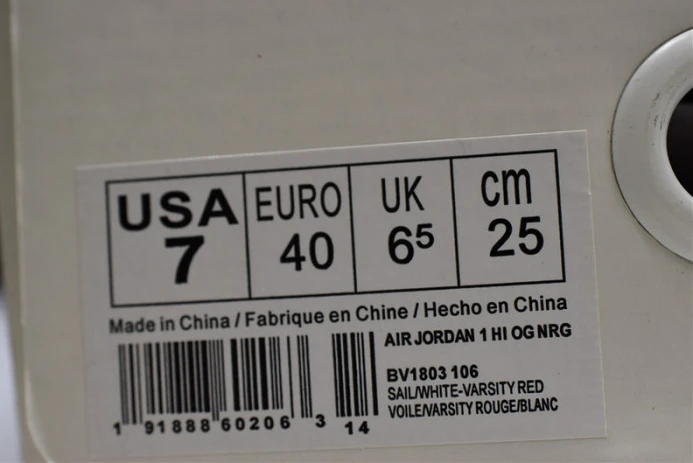 USA EURO UK cm
7 40 6⁵ 25
Made in China / Fabrique en Chine / Hecho en China
AIR JORDAN 1 HI OG NRG
BV1803 106
SAIL/WHITE-VARSITY RED
VOILE/VARSITY ROUGE/BLANC
1 91888 60206 3 14